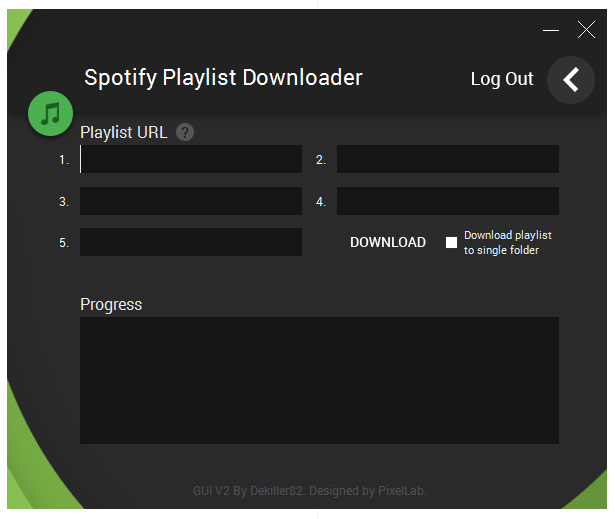 Spotify Playlist Downloader
Log Out
Playlist URL ?
1.
2.
3.
4.
5.
DOWNLOAD
Download playlist
to single folder
Progress
GUI V2 By Dekiller82. Designed by PixelLab.